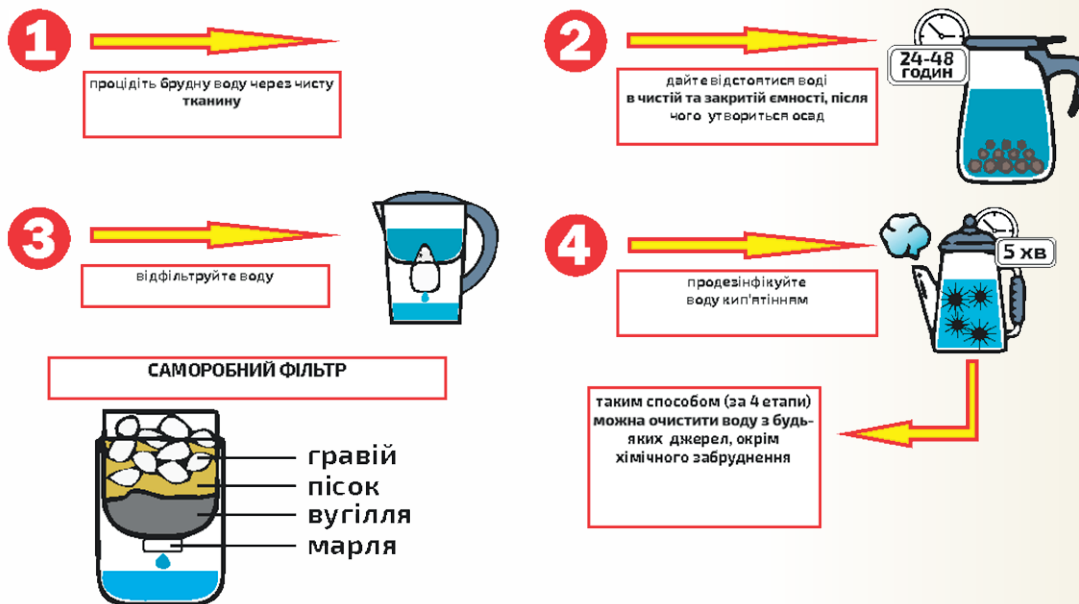 1
процідіть брудну воду через чисту
тканину
2
24-48
годин
дайте відстоятися воді
в чистій та закритій ємності, після
чого утвориться осад
3
відфільтруйте воду
4
5 хв
продезінфікуйте
воду кип'ятінням
САМОРОБНИЙ ФІЛЬТР
гравій
пісок
вугілля
марля
таким способом (за 4 етапи)
можна очистити воду з будь-
яких джерел, окрім
хімічного забруднення